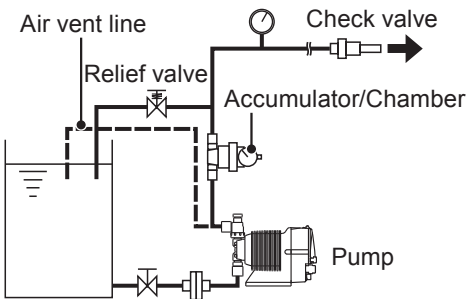 Air vent line
Check valve
Relief valve
Accumulator/Chamber
Pump